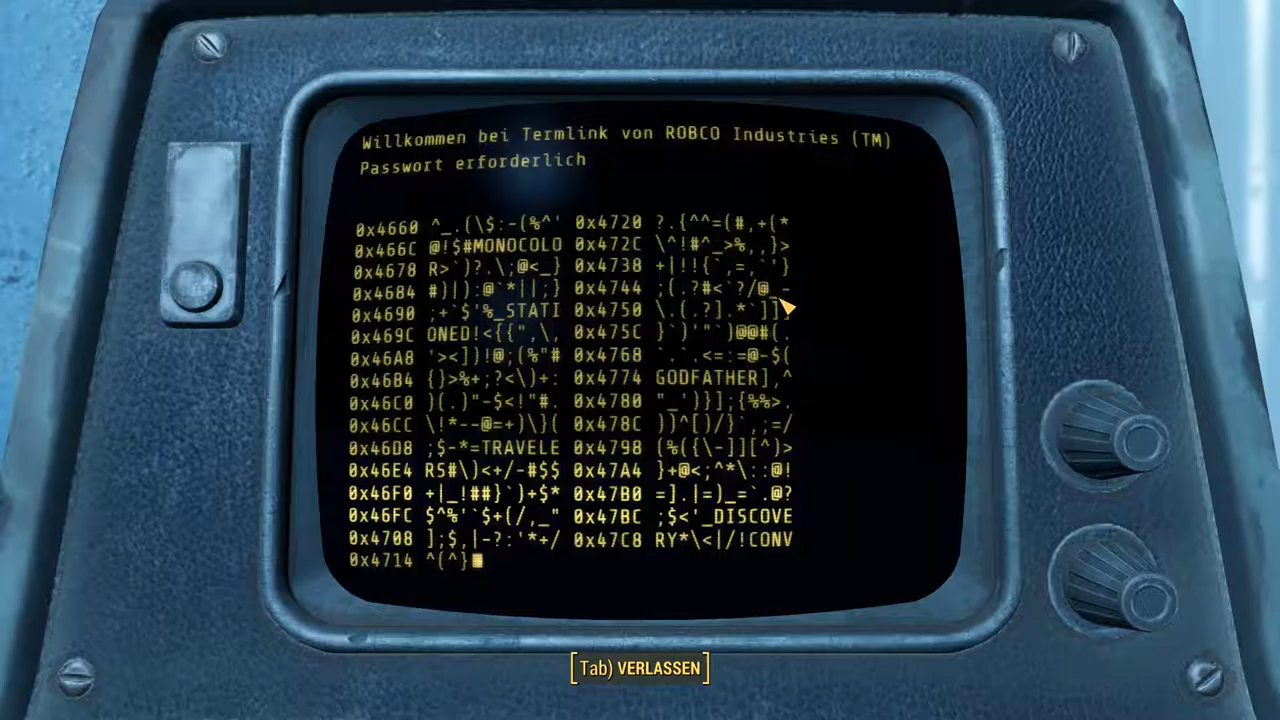 Willkommen bei Termlink von ROBCO Industries (TM)
Passwort erforderlich
0x4660 ^_.(\$:-(%^' 0x4720 ?.{^^=(#,+(*
0x466C @!$#MONOCOLO 0x472C \^!#^_>%,,}>
0x4678 R>`)?.\;@<_} 0x4738 +|!!{`,=,`'}
0x4684 #)|):@`*||;} 0x4744 ;(.?#<`?/@_-
0x4690 ;+`$'%_STATI 0x4750 \.(.?].*`]]
0x469C ONED!<{{",\, 0x475C }`)'"`)@@#(.
0x46A8 '><])!@;(%"# 0x4768 `.`.<=:=@-$(
0x46B4 {}>%+;?<\)+: 0x4774 GODFATHER],^
0x46C0 )(.)"-$<!"#. 0x4780 "_')}];{%%>.
0x46CC \!*--@=+)\}( 0x478C ))^[)/}`,;=/
0x46D8 ;$-*=TRAVELE 0x4798 (%({\-]][^)>
0x46E4 RS#\)<+/-#$$ 0x47A4 }+@<;^*\::@!
0x46F0 +|_!##}`)+$* 0x47B0 =].|=)_=`.@?
0x46FC $^%'`$+(/,_" 0x47BC ;$<'_DISCOVE
0x4708 ];$,|-?:'*+/ 0x47C8 RY*\<|/!CONV
0x4714 ^(^}
[Tab) VERLASSEN]